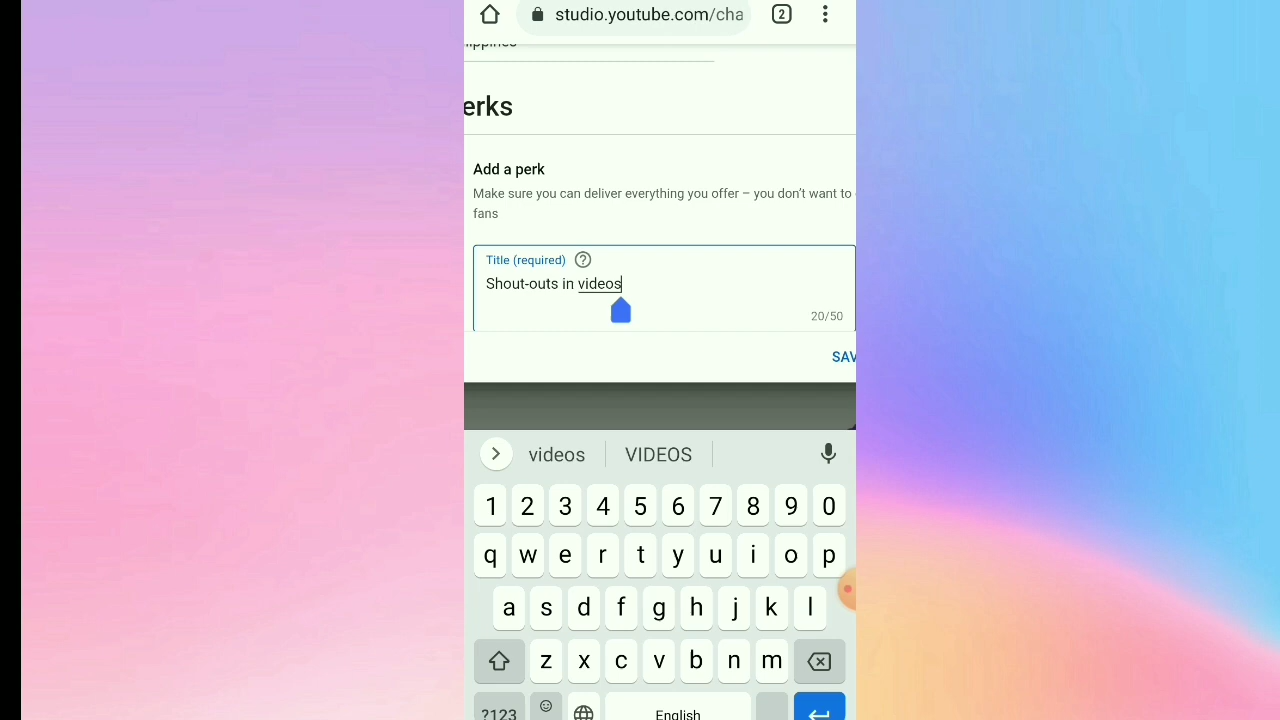 studio.youtube.com/cha
2
erks
Add a perk
Make sure you can deliver everything you offer – you don't want to
fans
Title (required) ?
Shout-outs in videos
20/50
SAV
videos VIDEOS
1 2 3 4 5 6 7 8 9 0
q w e r t y u i o p
a s d f g h j k l
z x c v b n m
?123 English